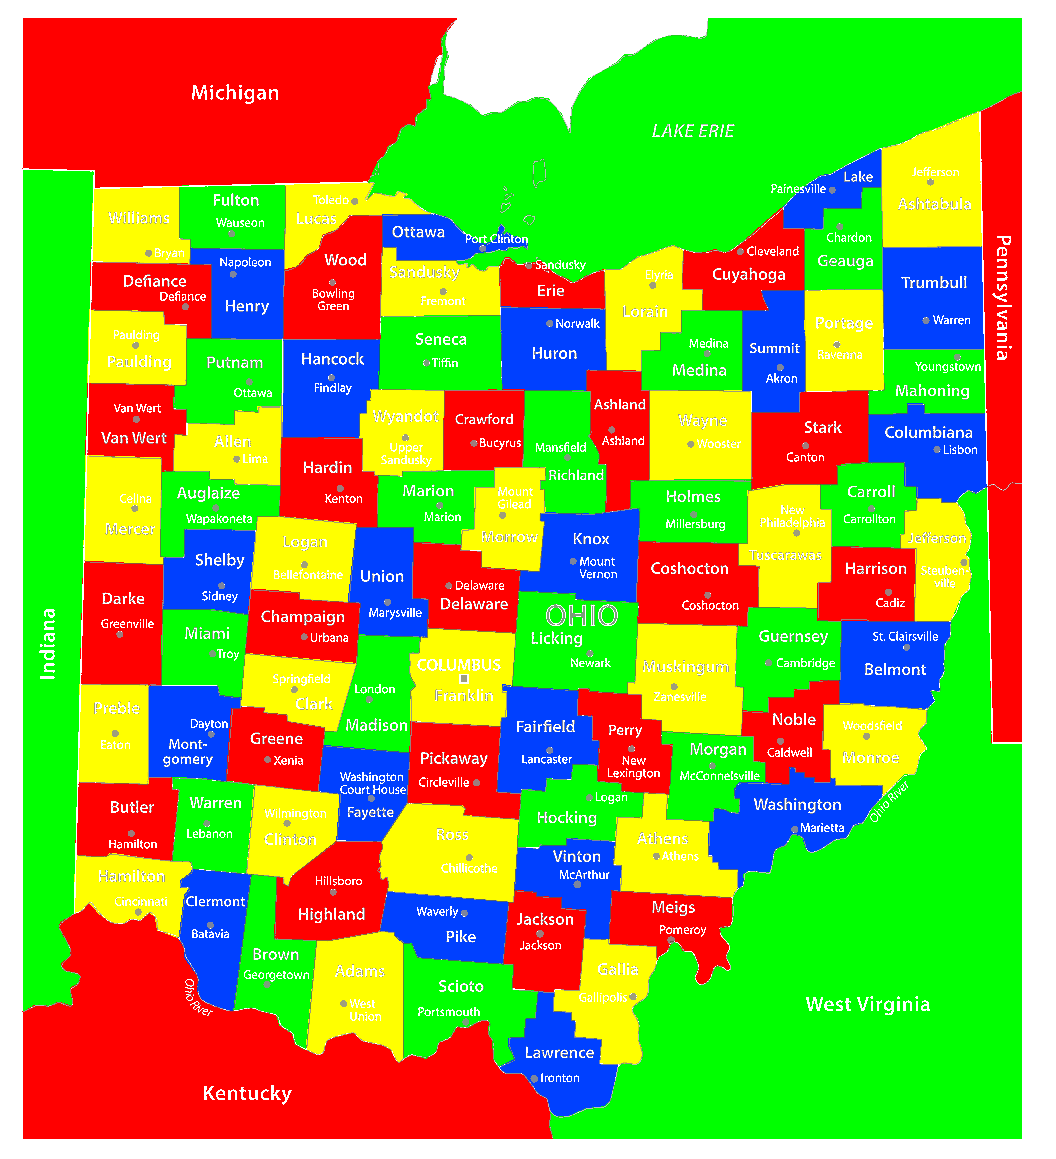 Michigan
LAKE ERIE
Lake
Painesville
Jefferson
Ashtabula
Fulton
Wauseon
Toledo
Lucas
Williams
Bryan
Ottawa
Port Clinton
Chardon
Geauga
Cleveland
Cuyahoga
Pennsylvania
Napoleon
Henry
Wood
Bowling
Green
Sandusky
Fremont
Sandusky
Erie
Elyria
Lorain
Trumbull
Warren
Defiance
Defiance
Paulding
Paulding
Putnam
Ottawa
Hancock
Findlay
Seneca
Tiffin
Norwalk
Huron
Medina
Medina
Summit
Akron
Portage
Ravenna
Youngstown
Mahoning
Van Wert
Van Wert
Allen
Lima
Wyandot
Upper
Sandusky
Crawford
Bucyrus
Mansfield
Richland
Ashland
Ashland
Wayne
Wooster
Stark
Canton
Columbiana
Lisbon
Hardin
Kenton
Celina
Mercer
Auglaize
Wapakoneta
Marion
Marion
Mount
Gilead
Morrow
Holmes
Millersburg
New
Philadelphia
Tuscarawas
Carroll
Carrollton
Jefferson
Steuben-
ville
Logan
Bellefontaine
Shelby
Sidney
Union
Marysville
Knox
Mount
Vernon
Coshocton
Coshocton
Harrison
Cadiz
Darke
Greenville
Delaware
Delaware
Champaign
Urbana
Miami
Troy
OHIO
Licking
Newark
Guernsey
Cambridge
St. Clairsville
Belmont
Indiana
COLUMBUS
Franklin
Muskingum
Zanesville
Springfield
Clark
London
Madison
Preble
Eaton
Dayton
Mont-
gomery
Greene
Xenia
Fairfield
Lancaster
Perry
New
Lexington
Noble
Caldwell
Woodsfield
Monroe
Morgan
McConnelsville
Pickaway
Circleville
Washington
Court House
Fayette
Butler
Hamilton
Warren
Lebanon
Wilmington
Clinton
Logan
Hocking
Washington
Marietta
Ohio River
Ross
Chillicothe
Athens
Athens
Vinton
McArthur
Hamilton
Cincinnati
Clermont
Batavia
Hillsboro
Highland
Waverly
Pike
Jackson
Jackson
Meigs
Pomeroy
Brown
Georgetown
Adams
West
Union
Scioto
Portsmouth
Gallia
Gallipolis
Ohio River
West Virginia
Lawrence
Ironton
Kentucky